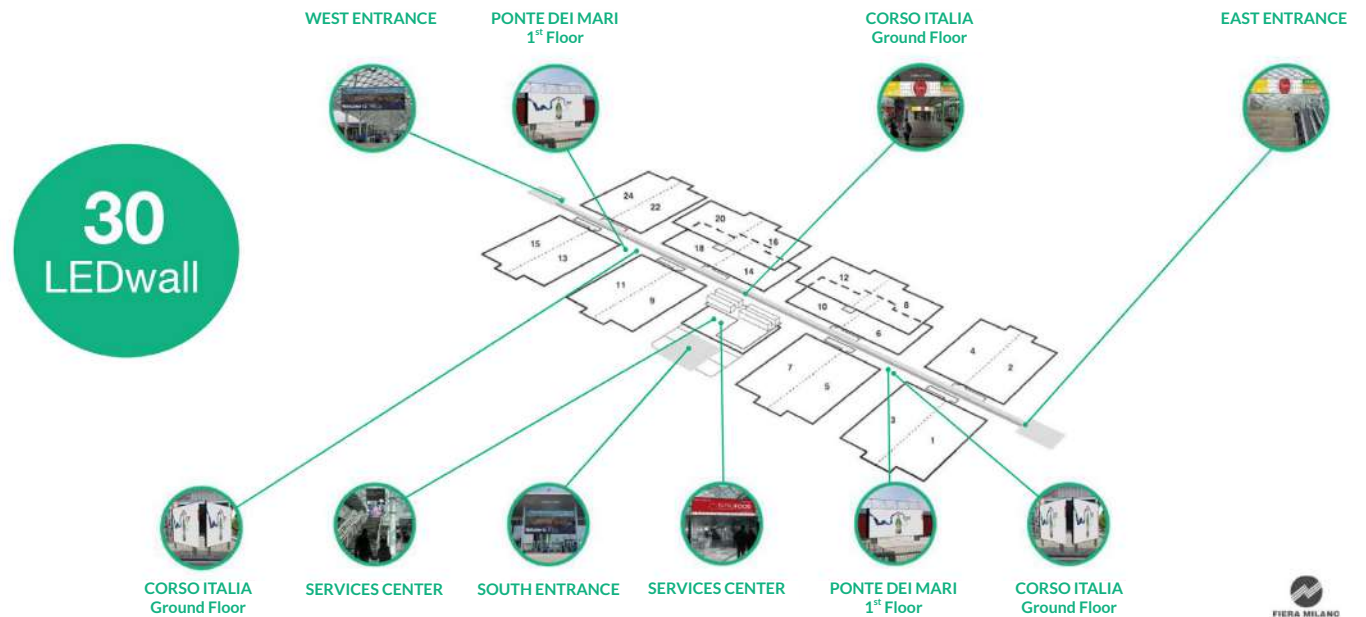 WEST ENTRANCE
PONTE DEI MARI
1st Floor
CORSO ITALIA
Ground Floor
EAST ENTRANCE
30
LEDwall
24
22
20
16
18
14
15
13
11
9
12
8
10
6
4
2
7
5
3
1
CORSO ITALIA
Ground Floor
SERVICES CENTER
SOUTH ENTRANCE
SERVICES CENTER
PONTE DEI MARI
1st Floor
CORSO ITALIA
Ground Floor
FIERA MILANO